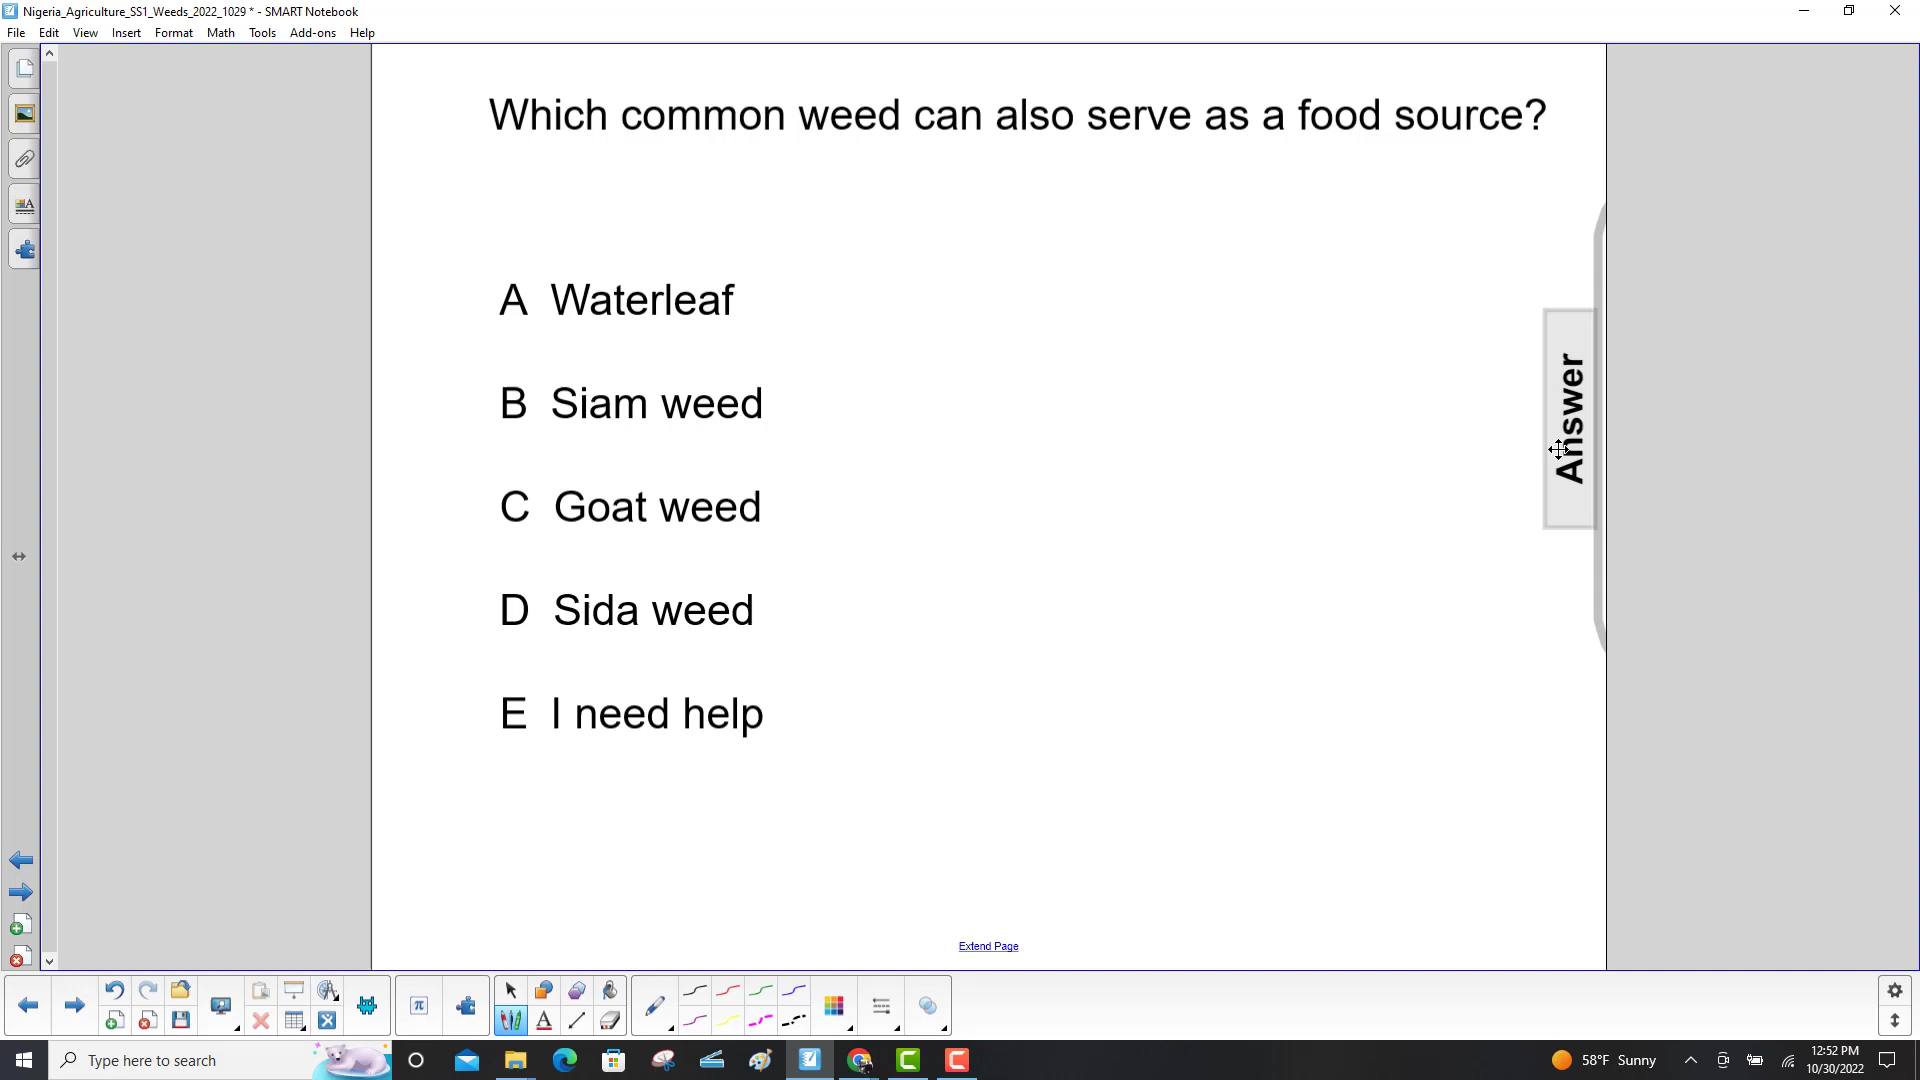 Nigeria_Agriculture_SS1_Weeds_2022_1029 * - SMART Notebook
File Edit View Insert Format Math Tools Add-ons Help
Which common weed can also serve as a food source?
A Waterleaf
B Siam weed
C Goat weed
D Sida weed
E I need help
Answer
Extend Page
Type here to search
58°F Sunny
12:52 PM
10/30/2022